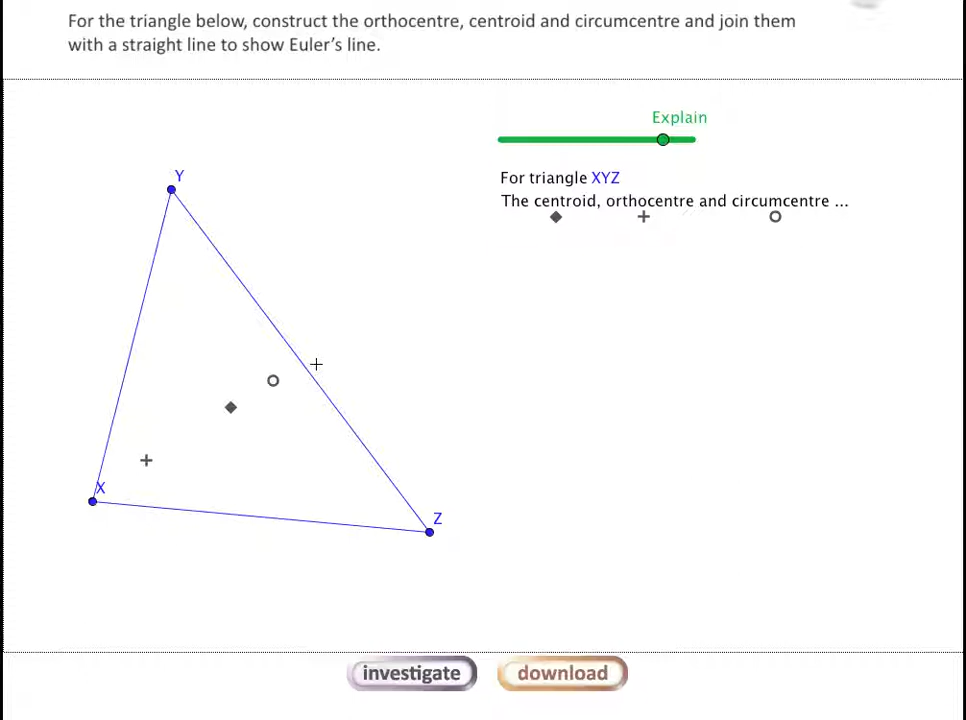 For the triangle below, construct the orthocentre, centroid and circumcentre and join them
with a straight line to show Euler’s line.
Explain
For triangle XYZ
The centroid, orthocentre and circumcentre ...
Y
X
Z
investigate
download